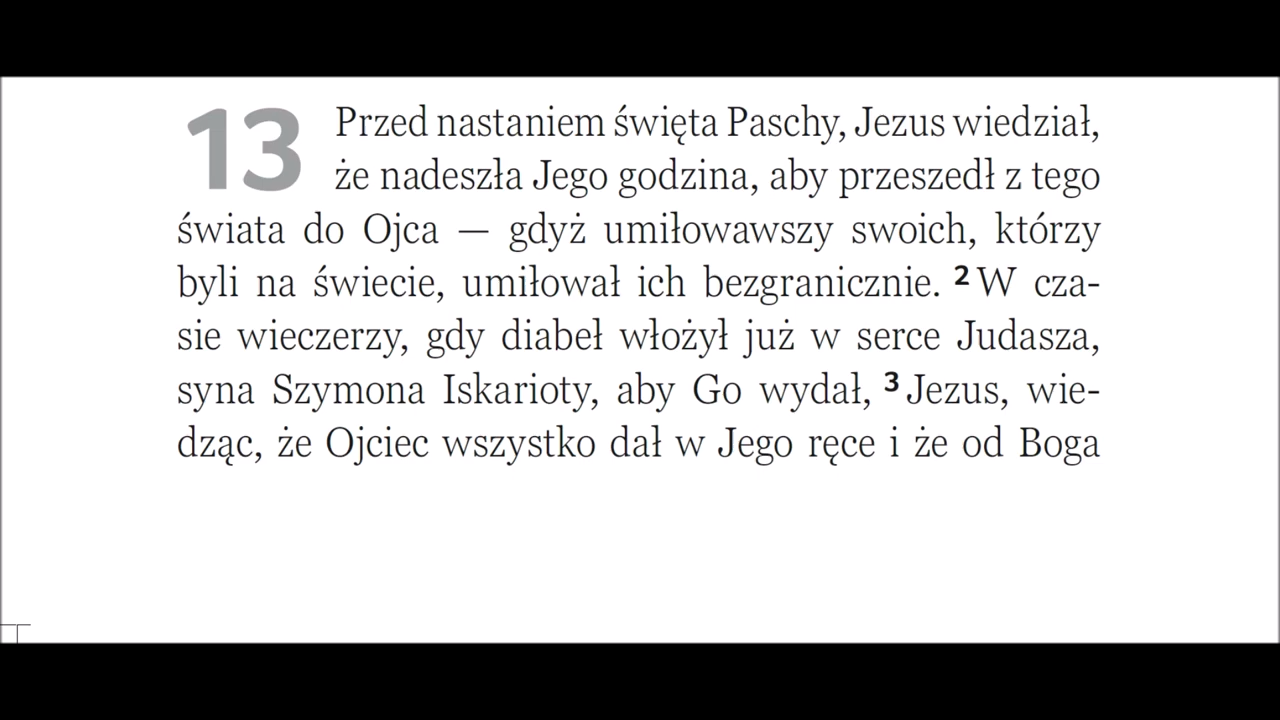 13 Przed nastaniem święta Paschy, Jezus wiedział,
że nadeszła Jego godzina, aby przeszedł z tego
świata do Ojca — gdyż umiłowawszy swoich, którzy
byli na świecie, umiłował ich bezgranicznie. 2 W cza-
sie wieczerzy, gdy diabeł włożył już w serce Judasza,
syna Szymona Iskarioty, aby Go wydał, 3 Jezus, wie-
dząc, że Ojciec wszystko dał w Jego ręce i że od Boga